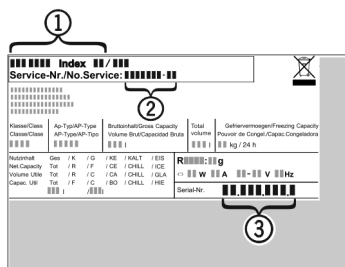 1
Index /
Service-Nr./No.Service: -
2
Klasse/Class Ap-Typ/AP-Type Bruttoinhalt/Gross Capacity Total Gefriervermoegen/Freezing Capacity
Classe/Clase AP-Type/AP-Tipo Volume Brut/Capacidad Bruta volume Pouvoir de Congel./Capac.Congeladora
l l kg / 24 h
Nutzinhalt Ges / K / G / KE / KALT / EIS
Net.Capacity Tot / R / F / CE / CHILL / ICE
Volume Utile Tot / R / C / CA / CHILL / GLA
Capac. Util Tot / F / C / BO / CHILL / HIE
l / l
R : g
W A - V Hz
Serial-Nr. . . .
3